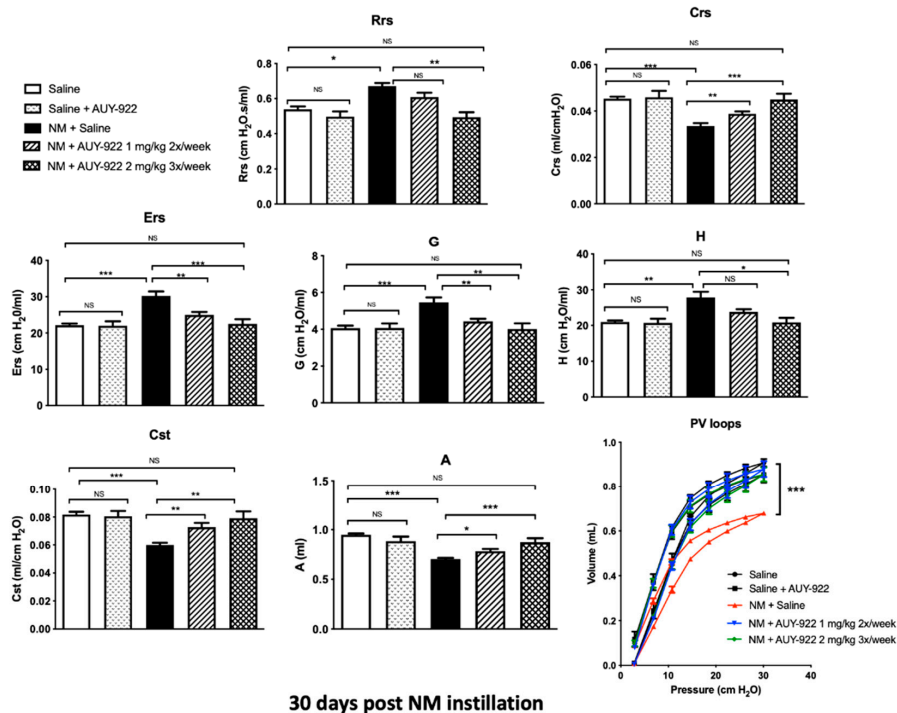 Rrs
NS
*
**
NS
NS
Rrs (cm H2O.s/ml)
0.8
0.6
0.4
0.2
0.0
Crs
NS
***
***
NS
**
Crs (ml/cmH2O)
0.06
0.04
0.02
0.00
Saline
Saline + AUY-922
NM + Saline
NM + AUY-922 1 mg/kg 2x/week
NM + AUY-922 2 mg/kg 3x/week
Ers
NS
***
***
NS
**
Ers (cm H20/ml)
40
30
20
10
0
G
NS
**
***
**
NS
G (cm H2O/ml)
8
6
4
2
0
H
NS
*
**
NS
NS
H (cm H2O/ml)
40
30
20
10
0
Cst
NS
***
**
NS
**
Cst (ml/cm H2O)
0.10
0.08
0.06
0.04
0.02
0.00
A
NS
***
***
NS
*
A (ml)
1.5
1.0
0.5
0.0
PV loops
Volume (mL)
1.0
0.8
0.6
0.4
0.2
0.0
***
Saline
Saline + AUY-922
NM + Saline
NM + AUY-922 1 mg/kg 2x/week
NM + AUY-922 2 mg/kg 3x/week
0 10 20 30 40
Pressure (cm H2O)
30 days post NM instillation